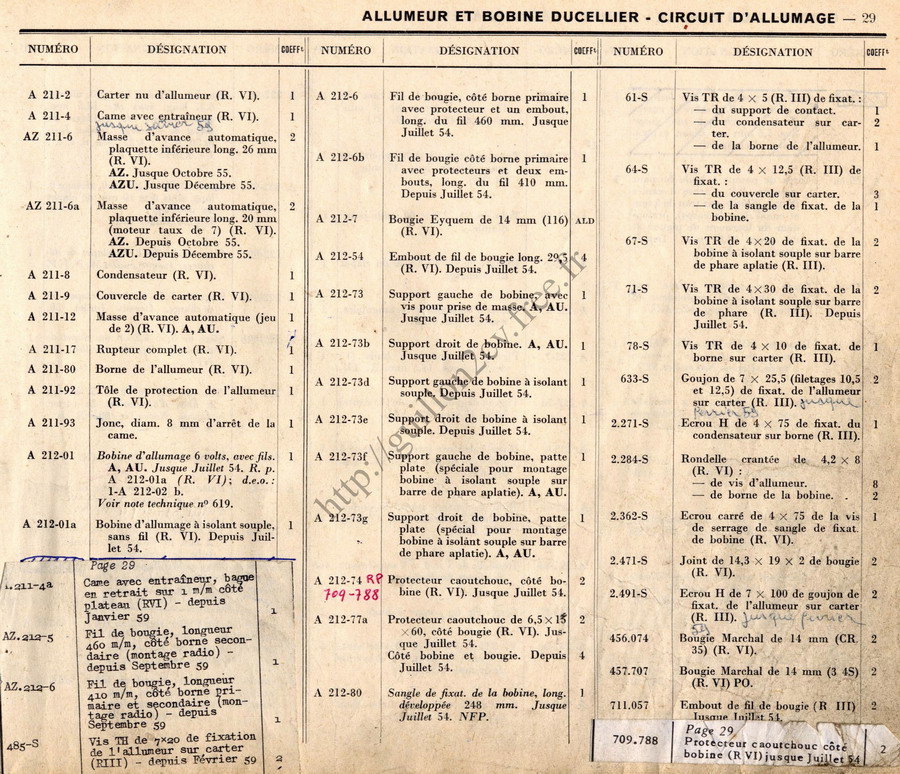 ALLUMEUR ET BOBINE DUCELLIER - CIRCUIT D'ALLUMAGE — 29
NUMÉRO DÉSIGNATION COEFFt
A 211-2 Carter nu d'allumeur (R. VI). 1
A 211-4 Came avec entraîneur (R. VI). 1
jusque Janvier 59
AZ 211-6 Masse d'avance automatique, 2
plaquette inférieure long. 26 mm
(R. VI).
AZ. Jusque Octobre 55.
AZU. Jusque Décembre 55.
AZ 211-6a Masse d'avance automatique, 2
plaquette inférieure long. 20 mm
(moteur taux de 7) (R. VI).
AZ. Depuis Octobre 55.
AZU. Depuis Décembre 55.
A 211-8 Condensateur (R. VI). 1
A 211-9 Couvercle de carter (R. VI). 1
A 211-12 Masse d'avance automatique (jeu 1
de 2) (R. VI). A, AU.
A 211-17 Rupteur complet (R. VI). 1
A 211-80 Borne de l'allumeur (R. VI). 1
A 211-92 Tôle de protection de l'allumeur 1
(R. VI).
A 211-93 Jonc, diam. 8 mm d'arrêt de la 1
came.
A 212-01 Bobine d'allumage 6 volts, avec fils. 1
A, AU. Jusque Juillet 54. R. p.
A 212-01a (R. VI); d.e.o.:
1-A 212-02 b.
Voir note technique nº 619.
A 212-01a Bobine d'allumage à isolant souple, 1
sans fil (R. VI). Depuis Juil-
let 54.
Page 29
A.211-4a Came avec entraîneur, bague
en retrait sur 1 m/m côté
plateau (RVI) - depuis
Janvier 59 1
AZ.212-5 Fil de bougie, longueur
460 m/m, côté borne secon-
daire (montage radio) -
depuis Septembre 59 1
AZ.212-6 Fil de bougie, longueur
410 m/m, côté borne pri-
maire et secondaire (mon-
tage radio) - depuis
Septembre 59 1
485-S Vis TH de 7x20 de fixation
de l'allumeur sur carter
(RIII) - depuis Février 59 2
NUMÉRO DÉSIGNATION COEFFt
A 212-6 Fil de bougie, côté borne primaire 1
avec protecteur et un embout,
long. du fil 460 mm. Jusque
Juillet 54.
A 212-6b Fil de bougie côté borne primaire 1
avec protecteurs et deux em-
bouts, long. du fil 410 mm.
Depuis Juillet 54.
A 212-7 Bougie Eyquem de 14 mm (116) ALD
(R. VI).
A 212-54 Embout de fil de bougie long. 29,5 4
(R. VI). Depuis Juillet 54.
A 212-73 Support gauche de bobine, avec 1
vis pour prise de masse. A, AU.
Jusque Juillet 54.
A 212-73b Support droit de bobine. A, AU. 1
Jusque Juillet 54.
A 212-73d Support gauche de bobine à isolant 1
souple. Depuis Juillet 54.
A 212-73e Support droit de bobine à isolant 1
souple. Depuis Juillet 54.
A 212-73f Support gauche de bobine, patte 1
plate (spéciale pour montage
bobine à isolant souple sur
barre de phare aplatie). A, AU.
A 212-73g Support droit de bobine, patte 1
plate (spécial pour montage
bobine à isolant souple sur barre
de phare aplatie). A, AU.
A 212-74 RP Protecteur caoutchouc, côté bo- 2
709-788 bine (R. VI). Jusque Juillet 54.
A 212-77a Protecteur caoutchouc de 6,5×15 2
×60, côté bougie (R. VI). Jus-
que Juillet 54.
Côté bobine et bougie. Depuis 4
Juillet 54.
A 212-80 Sangle de fixat. de la bobine, long. 1
développée 248 mm. Jusque
Juillet 54. NFP.
NUMÉRO DÉSIGNATION COEFFt
61-S Vis TR de 4 × 5 (R. III) de fixat. :
— du support de contact. 1
— du condensateur sur car- 2
ter.
— de la borne de l'allumeur. 1
64-S Vis TR de 4 × 12,5 (R. III) de
fixat. :
— du couvercle sur carter. 3
— de la sangle de fixat. de la 1
bobine.
67-S Vis TR de 4×20 de fixat. de la 2
bobine à isolant souple sur barre
de phare aplatie (R. III).
71-S Vis TR de 4×30 de fixat. de la 2
bobine à isolant souple sur barre
de phare (R. III). Depuis
Juillet 54.
78-S Vis TR de 4 × 10 de fixat. de 1
borne sur carter (R. III).
633-S Goujon de 7 × 25,5 (filetages 10,5 2
et 12,5) de fixat. de l'allumeur
sur carter (R. III). jusque
février 59
2.271-S Ecrou H de 4 × 75 de fixat. du 1
condensateur sur borne (R. III).
2.284-S Rondelle crantée de 4,2 × 8
(R. VI) :
— de vis d'allumeur. 8
— de borne de la bobine. 2
2.362-S Ecrou carré de 4 × 75 de la vis 1
de serrage de sangle de fixat.
de bobine (R. VI).
2.471-S Joint de 14,3 × 19 × 2 de bougie 2
(R. VI).
2.491-S Ecrou H de 7 × 100 de goujon de 2
fixat. de l'allumeur sur carter
(R. III). jusque février
59
456.074 Bougie Marchal de 14 mm (CR 2
35) (R. VI).
457.707 Bougie Marchal de 14 mm (3 4S) 2
(R. VI) PO.
711.057 Embout de fil de bougie (R III) 2
Jusque Juillet 54.
Page 29
709.788 Protecteur caoutchouc côté 2
bobine (R VI) jusque Juillet 54